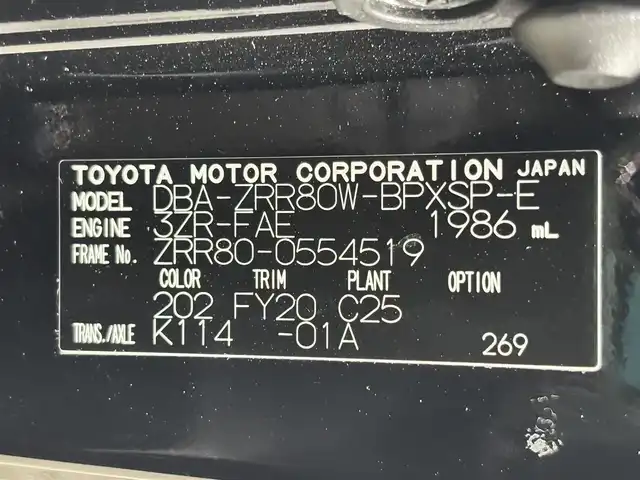 TOYOTA MOTOR CORPORATION JAPAN
MODEL DBA-ZRR80W-BPXSP-E
ENGINE 3ZR-FAE 1986 mL
FRAME No. ZRR80-0554519
COLOR TRIM PLANT OPTION
202 FY20 C25
TRANS./AXLE K114 -01A 269